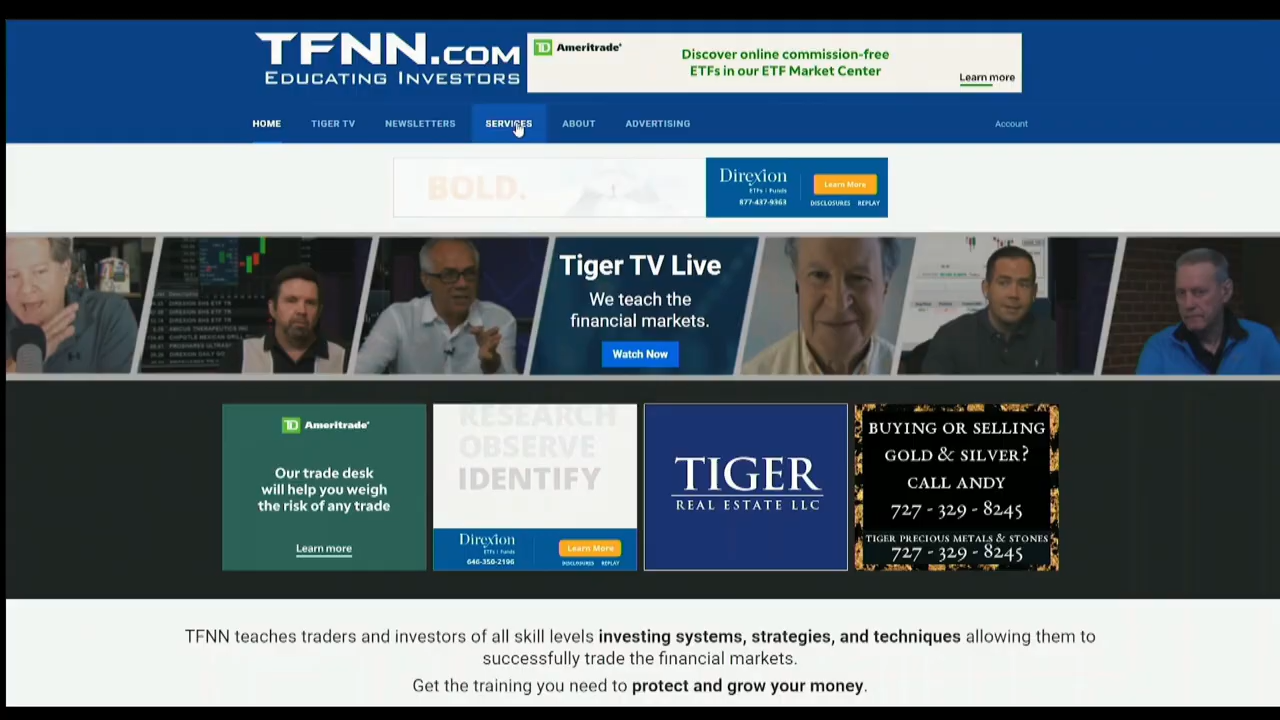 TFNN.COM
EDUCATING INVESTORS
TD Ameritrade
Discover online commission-free
ETFs in our ETF Market Center
Learn more
HOME
TIGER TV
NEWSLETTERS
SERVICES
ABOUT
ADVERTISING
Account
BOLD.
Direxion
ETFs | Funds
877-437-9363
Learn More
DISCLOSURES REPLAY
Tiger TV Live
We teach the
financial markets.
Watch Now
TD Ameritrade
Our trade desk
will help you weigh
the risk of any trade
Learn more
RESEARCH
OBSERVE
IDENTIFY
Direxion
ETFs | Funds
646-350-2196
Learn More
DISCLOSURES REPLAY
TIGER
REAL ESTATE LLC
BUYING OR SELLING
GOLD & SILVER?
CALL ANDY
727 - 329 - 8245
TIGER PRECIOUS METALS & STONES
727 - 329 - 8245
TFNN teaches traders and investors of all skill levels investing systems, strategies, and techniques allowing them to
successfully trade the financial markets.
Get the training you need to protect and grow your money.